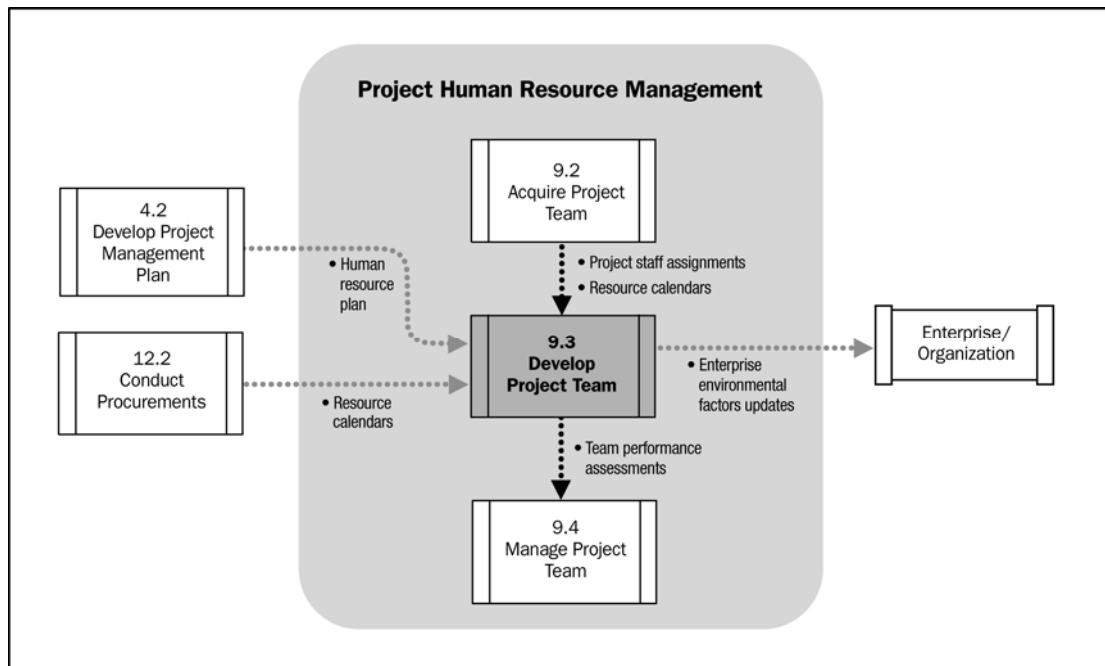 Project Human Resource Management
9.2
Acquire Project
Team
4.2
Develop Project
Management
Plan
• Human
resource
plan
• Project staff assignments
• Resource calendars
12.2
Conduct
Procurements
• Resource
calendars
9.3
Develop
Project Team
• Enterprise
environmental
factors updates
Enterprise/
Organization
• Team performance
assessments
9.4
Manage Project
Team